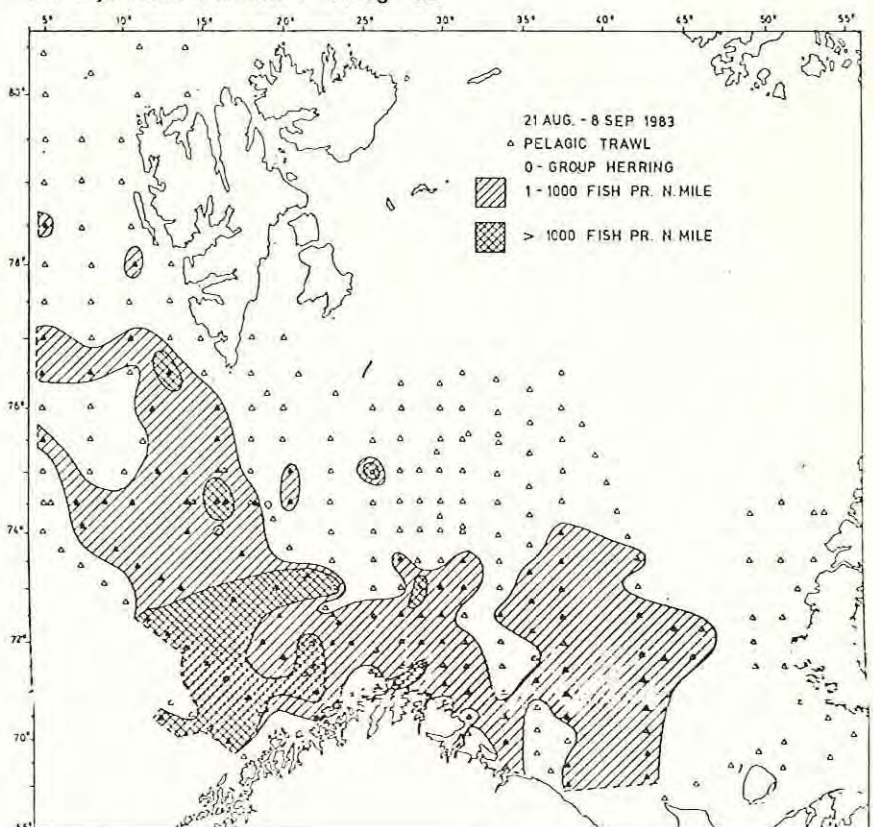 5° 10° 15° 20° 25° 30° 35° 40° 45° 50° 55°
21 AUG. - 8 SEP 1983
△ PELAGIC TRAWL
0 - GROUP HERRING
1 - 1000 FISH PR. N. MILE
> 1000 FISH PR. N. MILE
78°
76°
74°
72°
70°